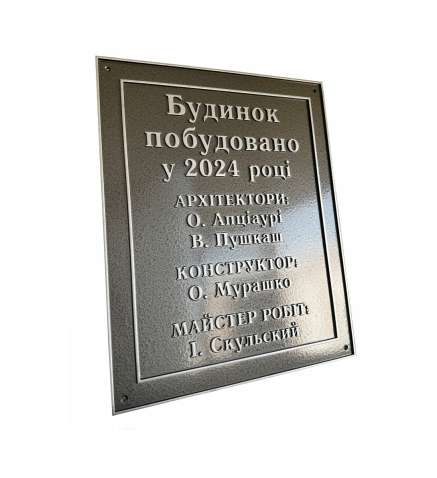 Будинок
побудовано
у 2024 році
АРХІТЕКТОРИ:
О. Апціаурі
В. Пушкаш
КОНСТРУКТОР:
О. Мурашко
МАЙСТЕР РОБІТ:
І. Скульский